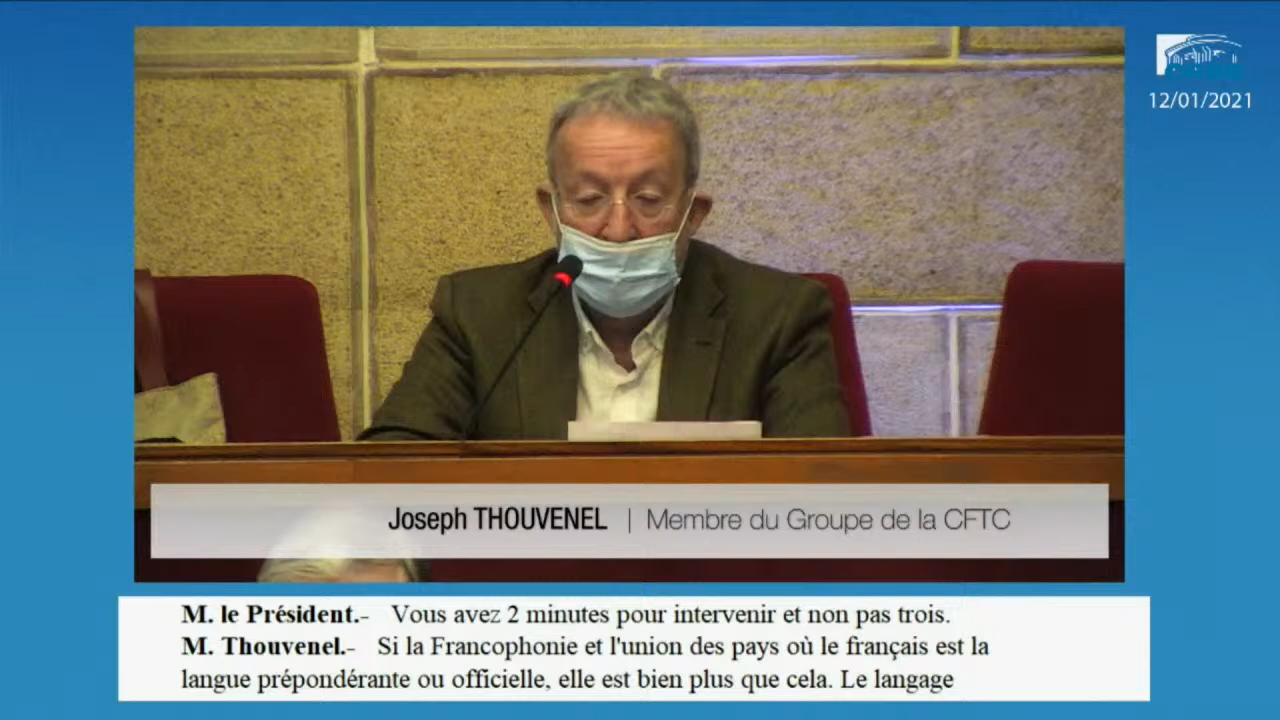 12/01/2021
Joseph THOUVENEL | Membre du Groupe de la CFTC
M. le Président.- Vous avez 2 minutes pour intervenir et non pas trois.
M. Thouvenel.- Si la Francophonie et l'union des pays où le français est la
langue prépondérante ou officielle, elle est bien plus que cela. Le langage